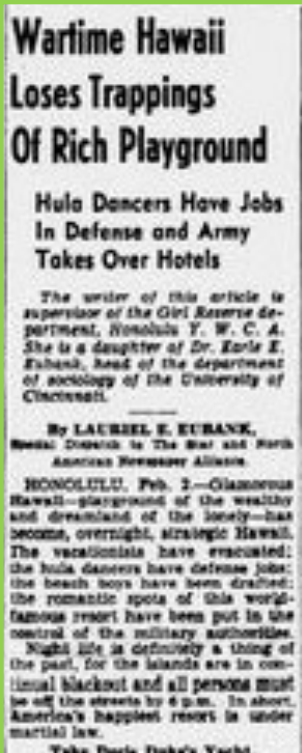 Wartime Hawaii
Loses Trappings
Of Rich Playground
Hula Dancers Have Jobs
In Defense and Army
Takes Over Hotels
The writer of this article is
supervisor of the Girl Reserve de-
partment, Honolulu Y. W. C. A.
She is a daughter of Dr. Earle E.
Eubank, head of the department
of sociology of the University of
Cincinnati.
By LAURIEL E. EUBANK,
Special Dispatch to The Star and North
American Newspaper Alliance.
HONOLULU, Feb. 2.—Glamorous
Hawaii—playground of the wealthy
and dreamland of the lonely—has
become, overnight, strategic Hawaii.
The vacationists have evacuated;
the hula dancers have defense jobs;
the beach boys have been drafted;
the romantic spots of this world-
famous resort have been put in the
control of the military authorities.
Night life is definitely a thing of
the past, for the islands are in con-
tinual blackout and all persons must
be off the streets by 6 p.m. In short,
America's happiest resort is under
martial law.
Take Doris Duke's Yacht